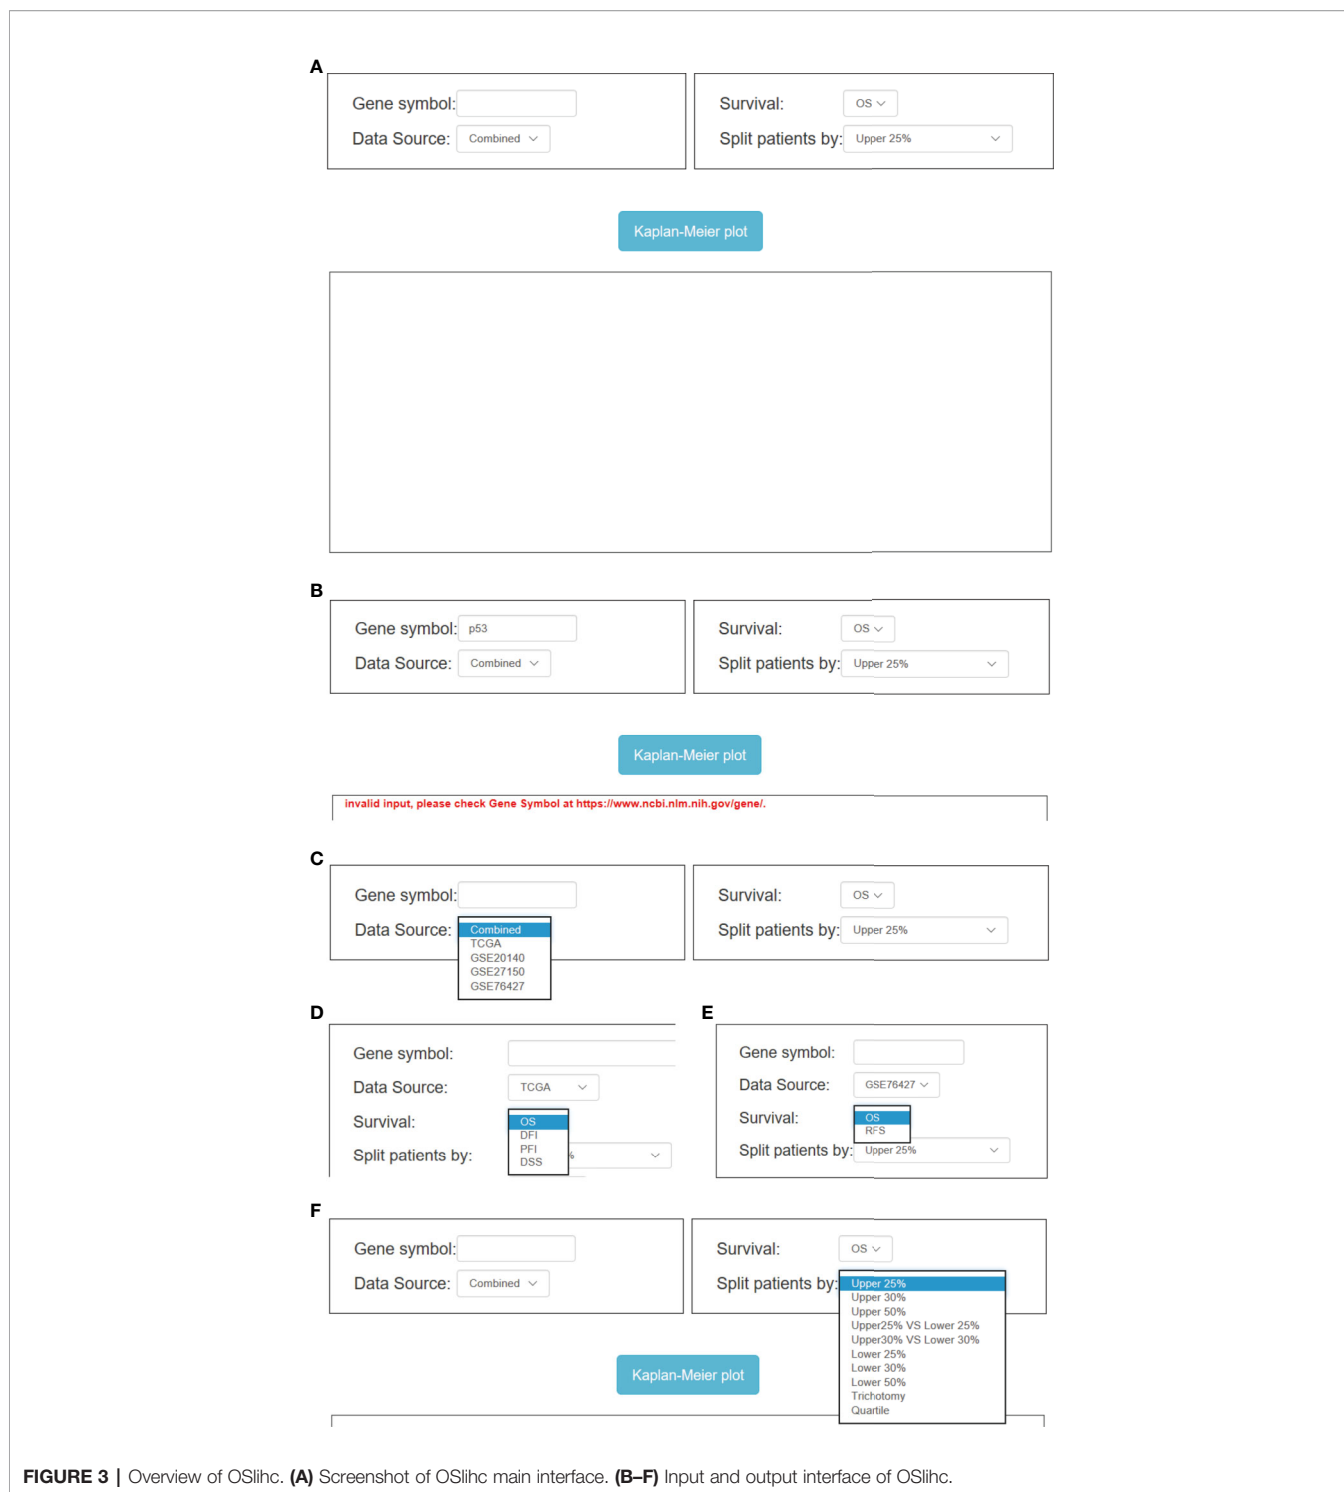 A
Gene symbol:
Data Source: Combined
Survival: OS
Split patients by: Upper 25%
Kaplan-Meier plot
B
Gene symbol: p53
Data Source: Combined
Survival: OS
Split patients by: Upper 25%
Kaplan-Meier plot
invalid input, please check Gene Symbol at https://www.ncbi.nlm.nih.gov/gene/.
C
Gene symbol:
Data Source: Combined
TCGA
GSE20140
GSE27150
GSE76427
Survival: OS
Split patients by: Upper 25%
D
Gene symbol:
Data Source: TCGA
Survival: OS
DFI
PFI
DSS
Split patients by: %
E
Gene symbol:
Data Source: GSE76427
Survival: OS
RFS
Split patients by: Upper 25%
F
Gene symbol:
Data Source: Combined
Survival: OS
Split patients by: Upper 25%
Upper 30%
Upper 50%
Upper25% VS Lower 25%
Upper30% VS Lower 30%
Lower 25%
Lower 30%
Lower 50%
Trichotomy
Quartile
Kaplan-Meier plot
FIGURE 3 | Overview of OSlihc. (A) Screenshot of OSlihc main interface. (B–F) Input and output interface of OSlihc.